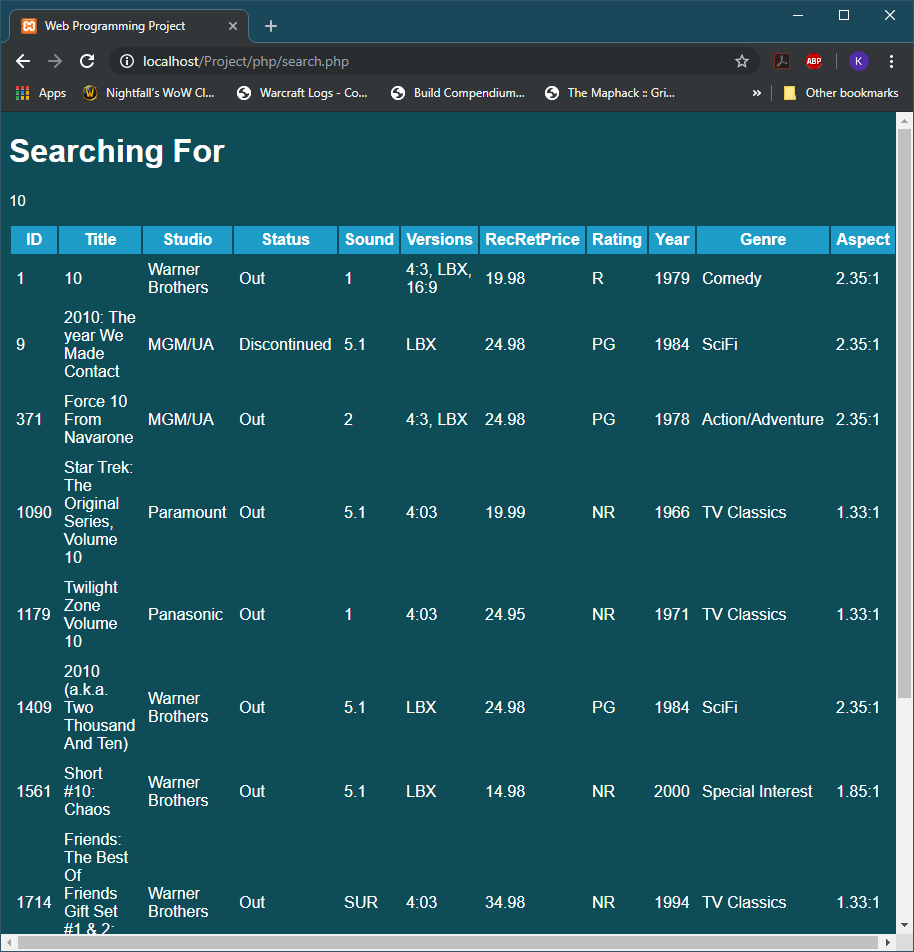 Web Programming Project
localhost/Project/php/search.php
ABP
K
Apps
Nightfall's WoW Cl...
Warcraft Logs - Co...
Build Compendium...
The Maphack :: Gri...
»
Other bookmarks
Searching For
10
ID Title Studio Status Sound Versions RecRetPrice Rating Year Genre Aspect
1 10 Warner Brothers Out 1 4:3, LBX, 16:9 19.98 R 1979 Comedy 2.35:1
9 2010: The year We Made Contact MGM/UA Discontinued 5.1 LBX 24.98 PG 1984 SciFi 2.35:1
371 Force 10 From Navarone MGM/UA Out 2 4:3, LBX 24.98 PG 1978 Action/Adventure 2.35:1
1090 Star Trek: The Original Series, Volume 10 Paramount Out 5.1 4:03 19.99 NR 1966 TV Classics 1.33:1
1179 Twilight Zone Volume 10 Panasonic Out 1 4:03 24.95 NR 1971 TV Classics 1.33:1
1409 2010 (a.k.a. Two Thousand And Ten) Warner Brothers Out 5.1 LBX 24.98 PG 1984 SciFi 2.35:1
1561 Short #10: Chaos Warner Brothers Out 5.1 LBX 14.98 NR 2000 Special Interest 1.85:1
1714 Friends: The Best Of Friends Gift Set #1 & 2: Warner Brothers Out SUR 4:03 34.98 NR 1994 TV Classics 1.33:1